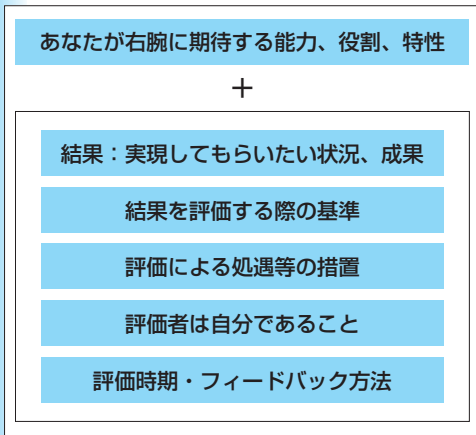 あなたが右腕に期待する能力、役割、特性
＋
結果：実現してもらいたい状況、成果
結果を評価する際の基準
評価による処遇等の措置
評価者は自分であること
評価時期・フィードバック方法